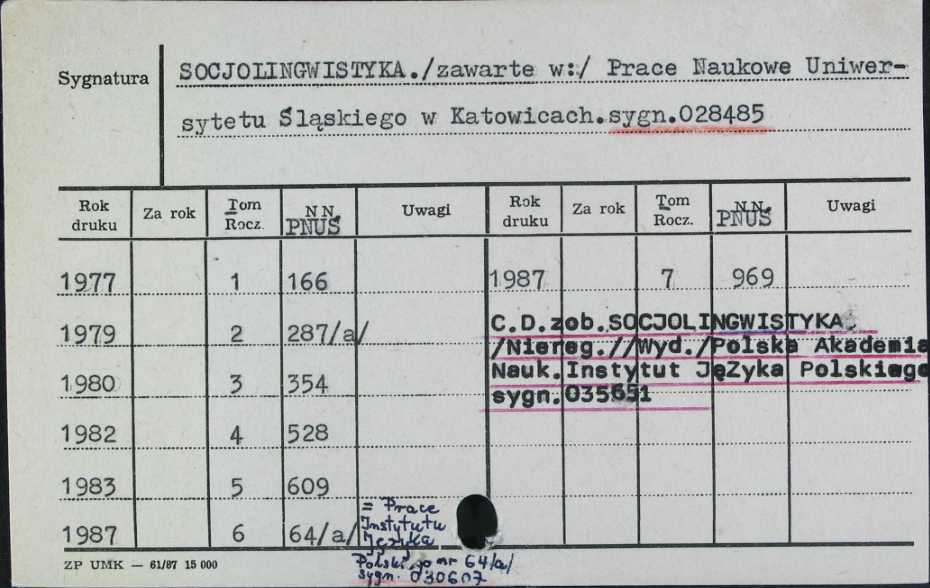 Sygnatura
SOCJOLINGWISTYKA./zawarte w:/ Prace Naukowe Uniwer-
sytetu Śląskiego w Katowicach.sygn.028485
Rok druku Za rok Tom Rocz. NN. PNUŚ Uwagi Rok druku Za rok Tom Rocz. NN. PNUŚ Uwagi
1977 1 166 1987 7 969
1979 2 287/a/
C.D.zob.SOCJOLINGWISTYKA.
/Niereg.//Wyd./Polska Akademia
1980 3 354
Nauk.Instytut JęZyka Polskiego
sygn.035651
1982 4 528
1983 5 609
1987 6 64/a/
= Prace
Instytutu
Języka
Polskiego nr 64/a/
sygn. 030607
ZP UMK — 61/87 15 000